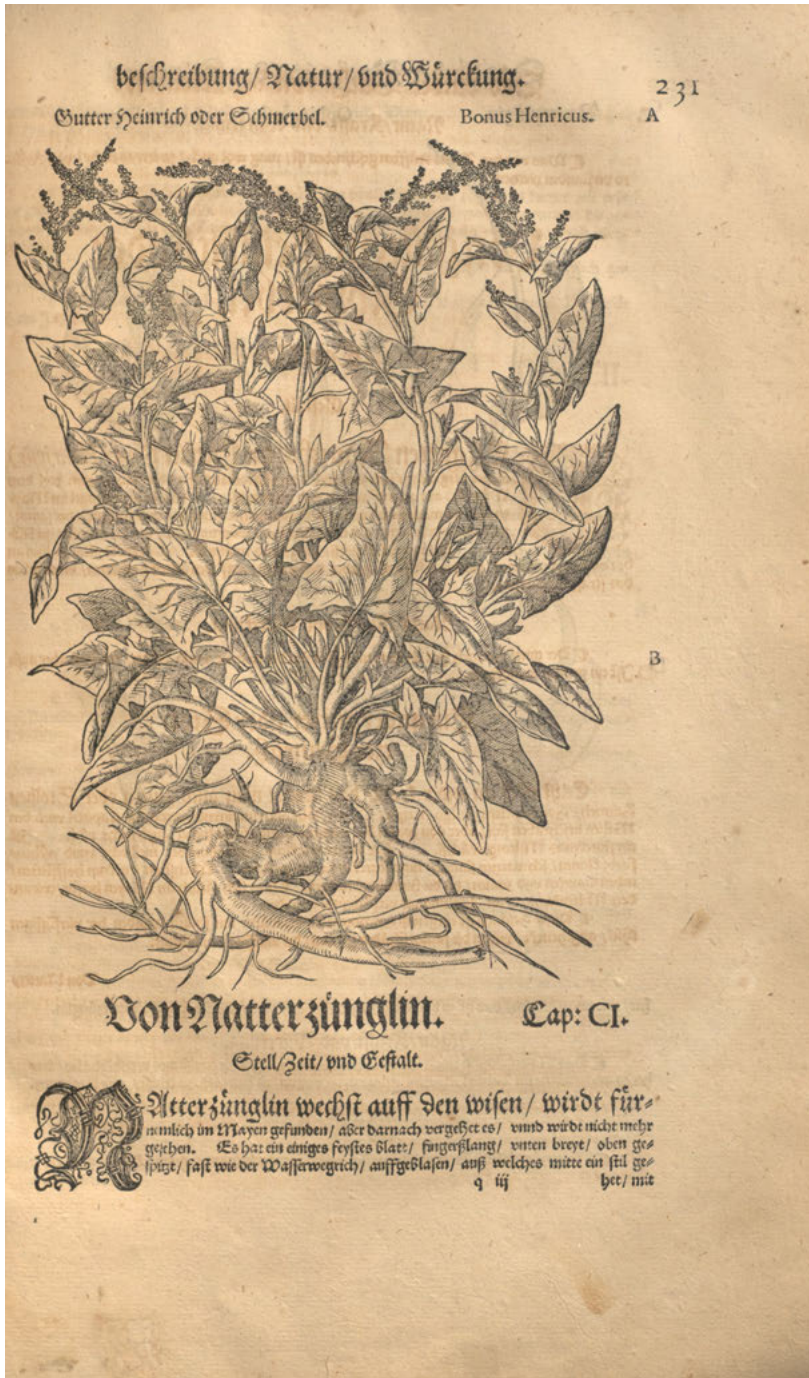 beschreibung/ Natur/ vnd Würckung.
231
Gutter Heinrich oder Schmerbel.
Bonus Henricus.
A
B
Von Natterzünglin.
Cap: CI.
Stell/Zeit/ vnd Gestalt.
NAtterzünglin wechst auff den wisen/ wirdt für-
nemlich im Mayen gefunden/ aber darnach vergehet es/ vnnd würdt nicht mehr
gesehen. Es hat ein einiges feystes blatt/ fingerslang/ vnten breyt/ oben ge-
spitzt/ fast wie der Wasserwegrich/ auffgeblasen/ auß welches mitte ein stil ge-
q iij
het/ mit